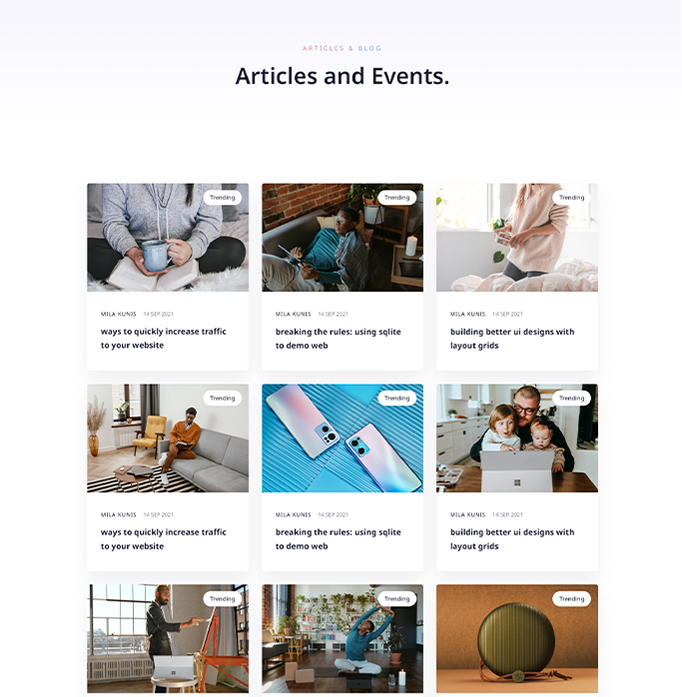 ARTICLES & BLOG
Articles and Events.
Trending
Trending
Trending
MILA KUNIS 14 SEP 2021
ways to quickly increase traffic
to your website
MILA KUNIS 14 SEP 2021
breaking the rules: using sqlite
to demo web
MILA KUNIS 14 SEP 2021
building better ui designs with
layout grids
Trending
Trending
Trending
MILA KUNIS 14 SEP 2021
ways to quickly increase traffic
to your website
MILA KUNIS 14 SEP 2021
breaking the rules: using sqlite
to demo web
MILA KUNIS 14 SEP 2021
building better ui designs with
layout grids
Trending
Trending
Trending